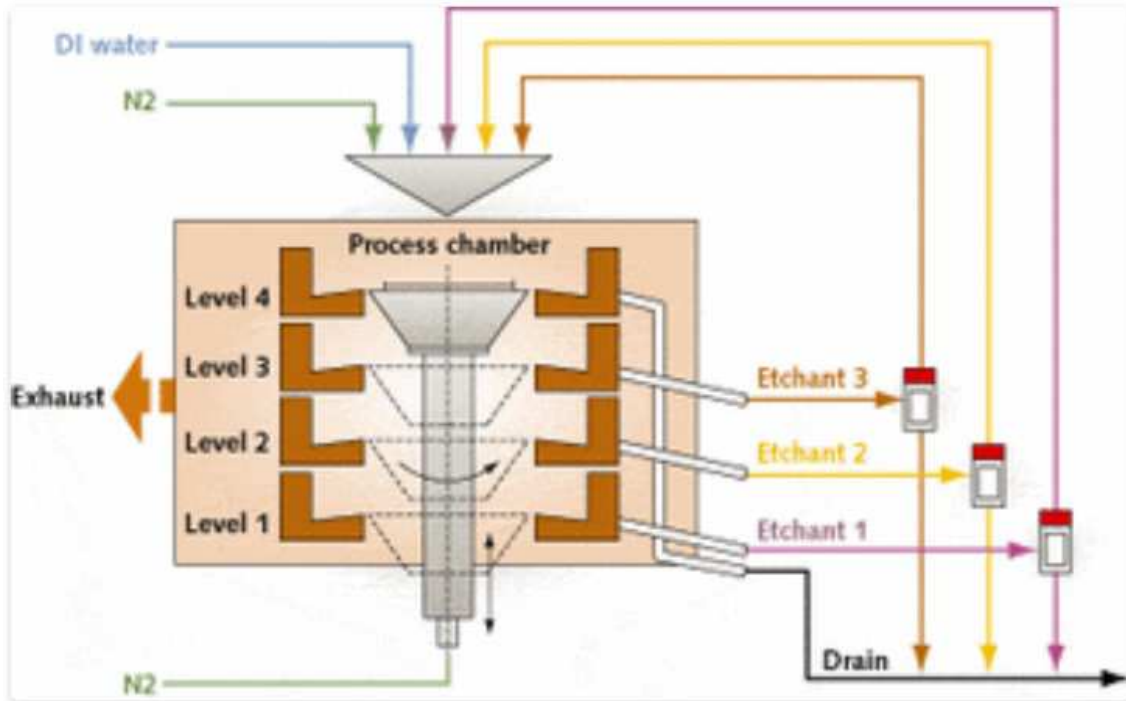 DI water
N2
Process chamber
Level 4
Level 3
Exhaust
Etchant 3
Level 2
Etchant 2
Level 1
Etchant 1
Drain
N2